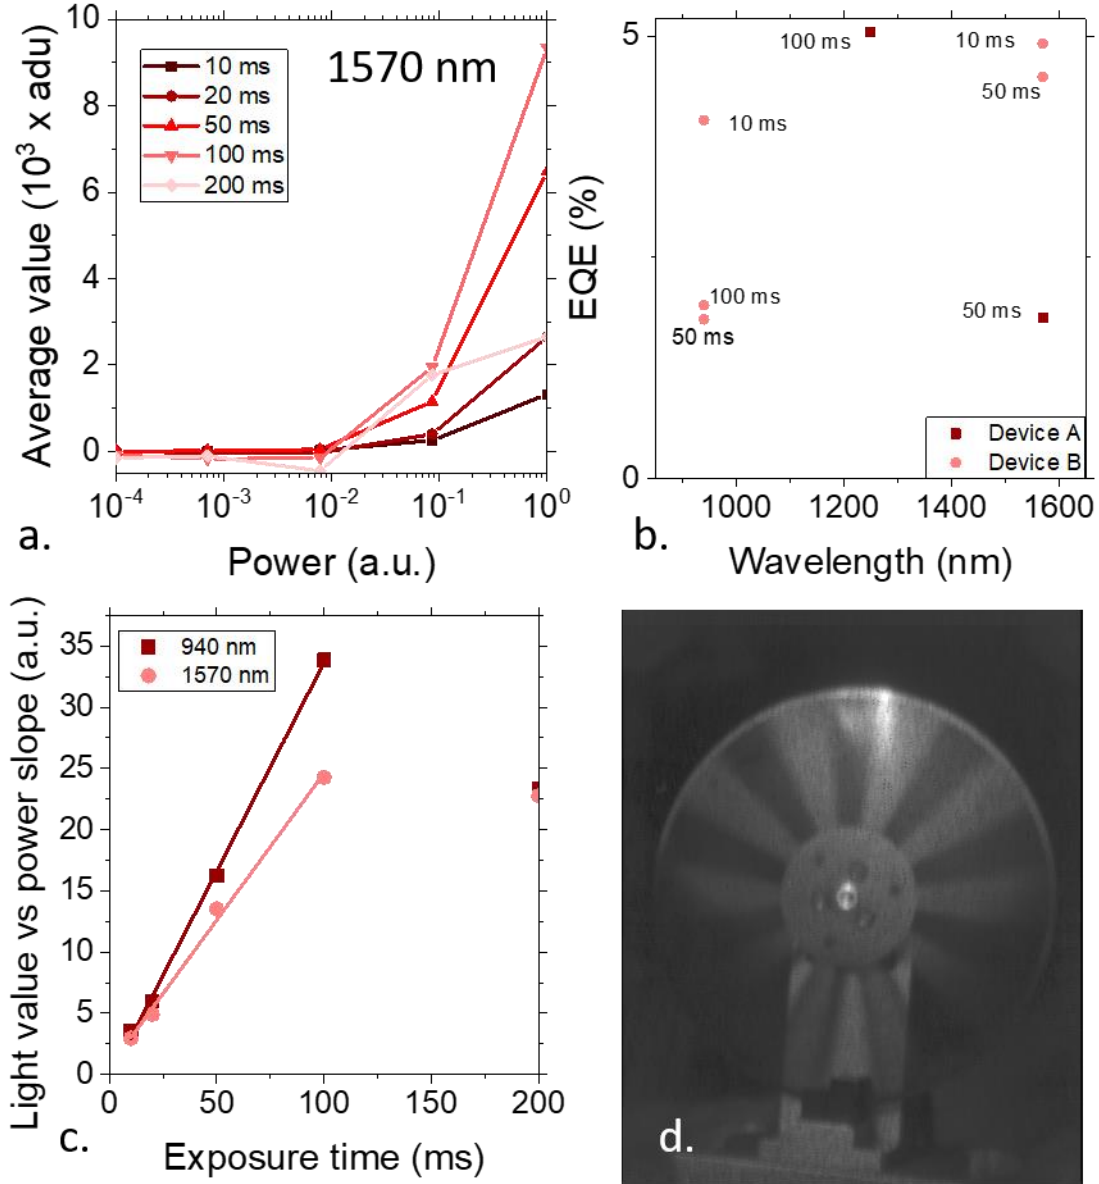 1570 nm
10 ms
20 ms
50 ms
100 ms
200 ms
10
8
6
4
2
0
Average value (10³ x adu)
10⁻⁴ 10⁻³ 10⁻² 10⁻¹ 10⁰
Power (a.u.)
a.
5
0
EQE (%)
100 ms
10 ms
50 ms
10 ms
100 ms
50 ms
50 ms
Device A
Device B
1000 1200 1400 1600
Wavelength (nm)
b.
940 nm
1570 nm
35
30
25
20
15
10
5
0
Light value vs power slope (a.u.)
0 50 100 150 200
Exposure time (ms)
c.
d.